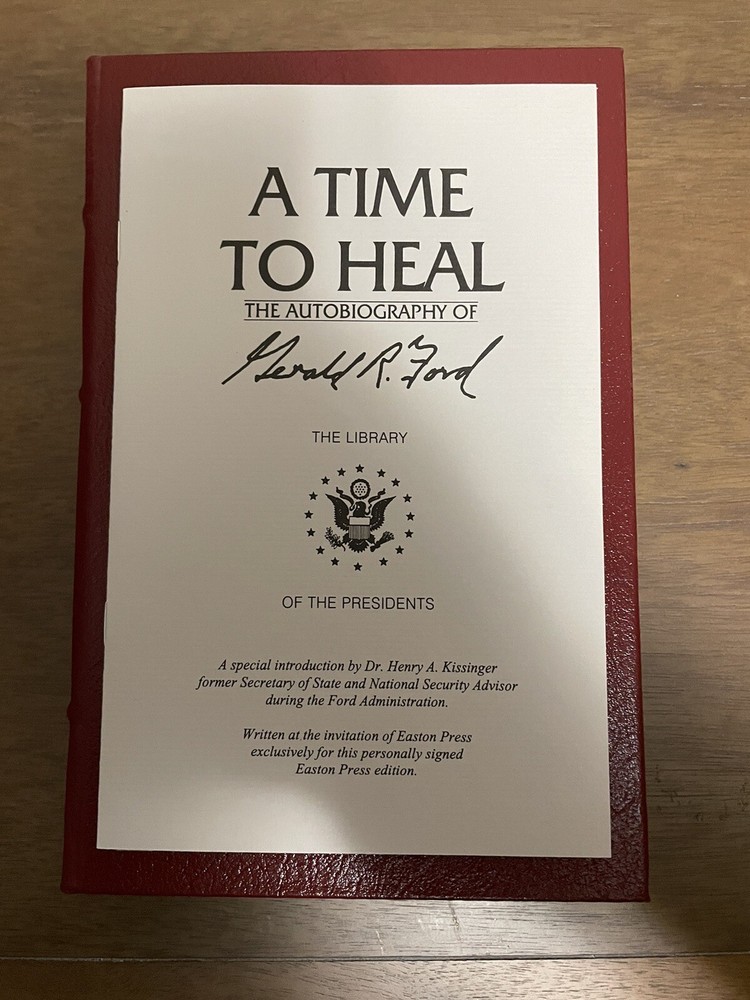 A TIME
TO HEAL
THE AUTOBIOGRAPHY OF
Gerald R. Ford
THE LIBRARY
OF THE PRESIDENTS
A special introduction by Dr. Henry A. Kissinger
former Secretary of State and National Security Advisor
during the Ford Administration.
Written at the invitation of Easton Press
exclusively for this personally signed
Easton Press edition.